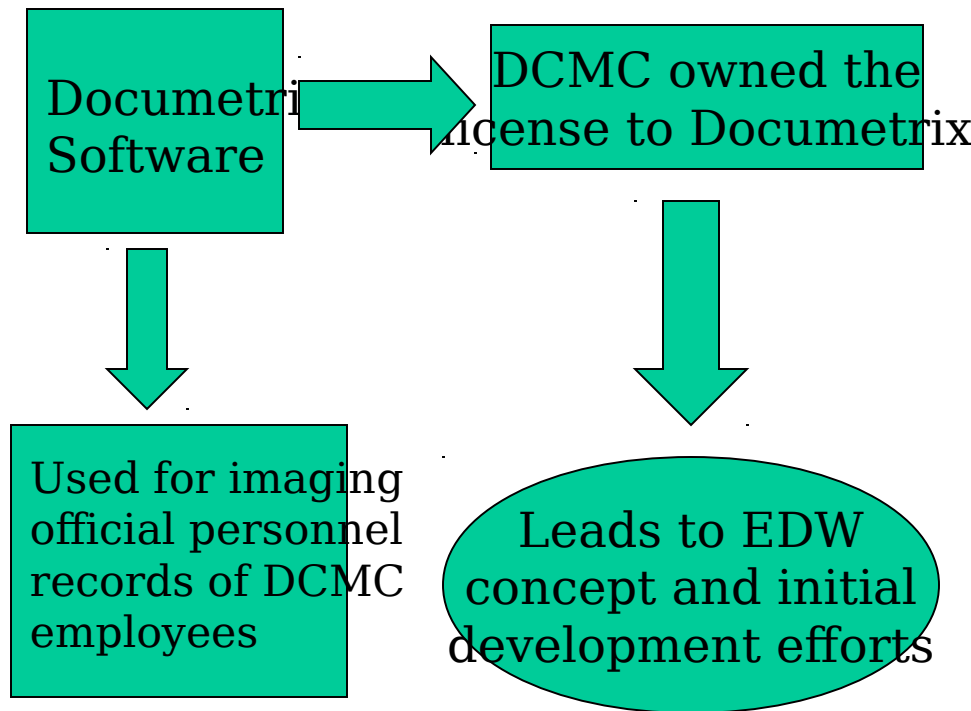 Documetri
Software
DCMC owned the
license to Documetrix
Used for imaging
official personnel
records of DCMC
employees
Leads to EDW
concept and initial
development efforts